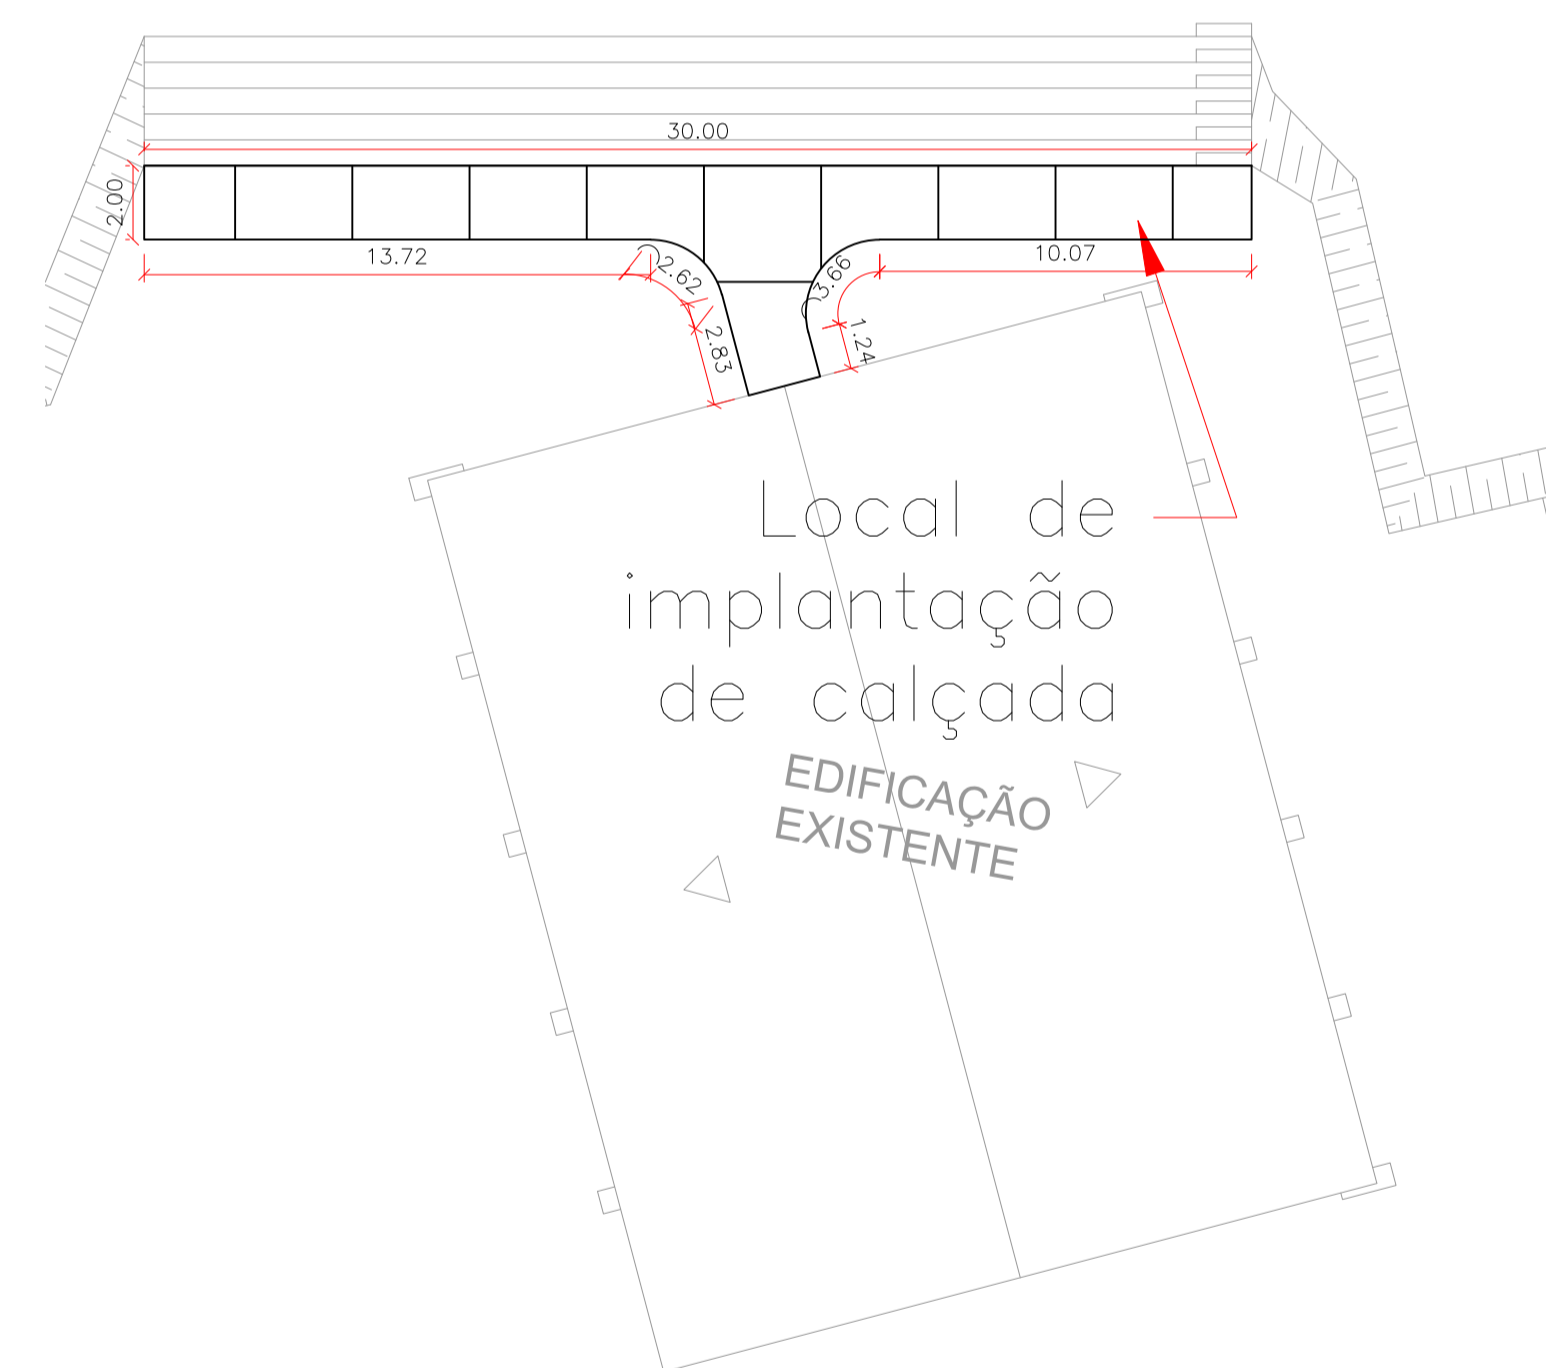 30.00
2.00
13.72
10.07
2.62
3.66
2.83
1.24
Local de
implantação
de calçada
EDIFICAÇÃO
EXISTENTE